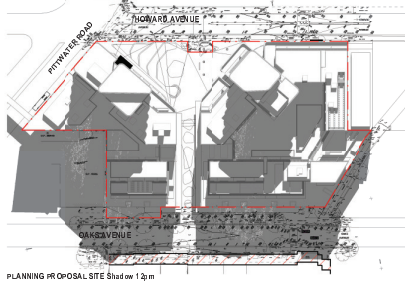 HOWARD AVENUE
PITTWATER ROAD
OAKS AVENUE
PLANNING PROPOSAL SITE Shadow 12pm